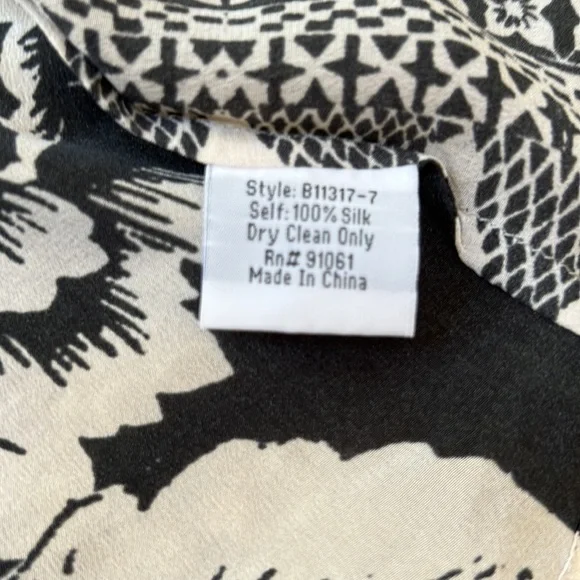 Style: B11317-7
Self: 100% Silk
Dry Clean Only
Rn# 91061
Made In China